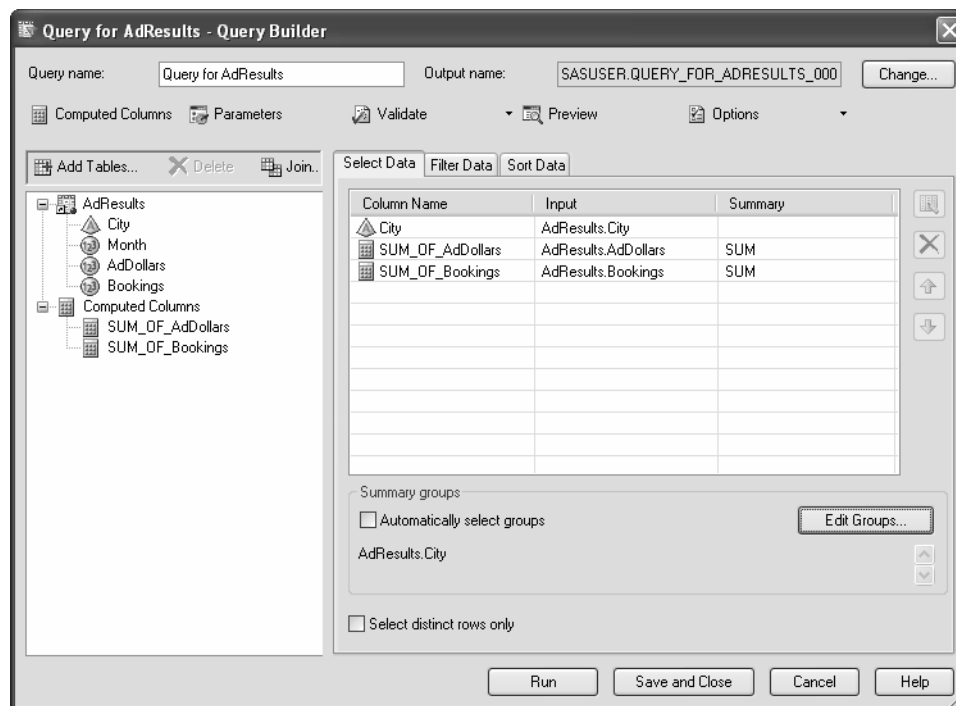 Query for AdResults - Query Builder
Query name: Query for AdResults Output name: SASUSER.QUERY_FOR_ADRESULTS_000 Change...
Computed Columns Parameters Validate Preview Options
Add Tables... Delete Join..
AdResults
City
Month
AdDollars
Bookings
Computed Columns
SUM_OF_AdDollars
SUM_OF_Bookings
Select Data Filter Data Sort Data
Column Name Input Summary
City AdResults.City
SUM_OF_AdDollars AdResults.AdDollars SUM
SUM_OF_Bookings AdResults.Bookings SUM
Summary groups
Automatically select groups Edit Groups...
AdResults.City
Select distinct rows only
Run Save and Close Cancel Help